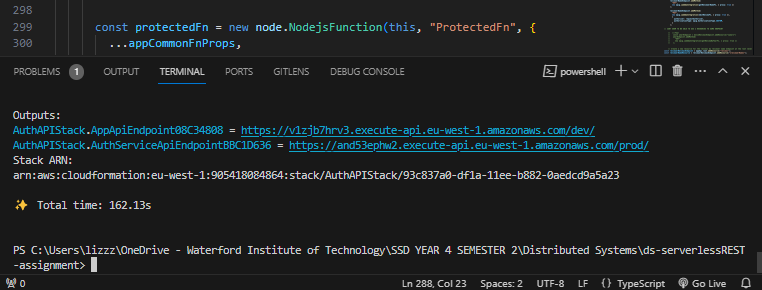 298
299 const protectedFn = new node.NodejsFunction(this, "ProtectedFn", {
300 ...appCommonFnProps,
PROBLEMS 1 OUTPUT TERMINAL PORTS GITLENS DEBUG CONSOLE powershell
Outputs:
AuthAPIStack.AppApiEndpoint08C34808 = https://v1zjb7hrv3.execute-api.eu-west-1.amazonaws.com/dev/
AuthAPIStack.AuthServiceApiEndpointBBC1D636 = https://and53ephw2.execute-api.eu-west-1.amazonaws.com/prod/
Stack ARN:
arn:aws:cloudformation:eu-west-1:905418084864:stack/AuthAPIStack/93c837a0-df1a-11ee-b882-0aedcd9a5a23
✨ Total time: 162.13s
PS C:\Users\lizzz\OneDrive - Waterford Institute of Technology\SSD YEAR 4 SEMESTER 2\Distributed Systems\ds-serverlessREST
-assignment>
0 Ln 288, Col 23 Spaces: 2 UTF-8 LF {} TypeScript Go Live